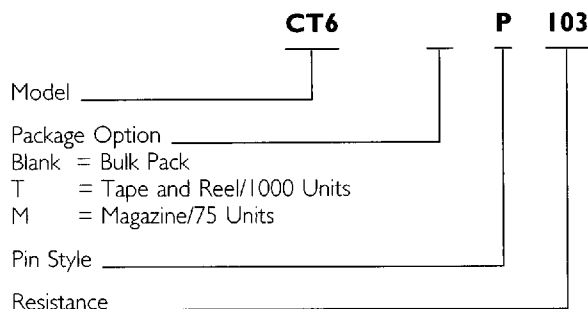 CT6 P 103
Model
Package Option
Blank = Bulk Pack
T = Tape and Reel/1000 Units
M = Magazine/75 Units
Pin Style
Resistance